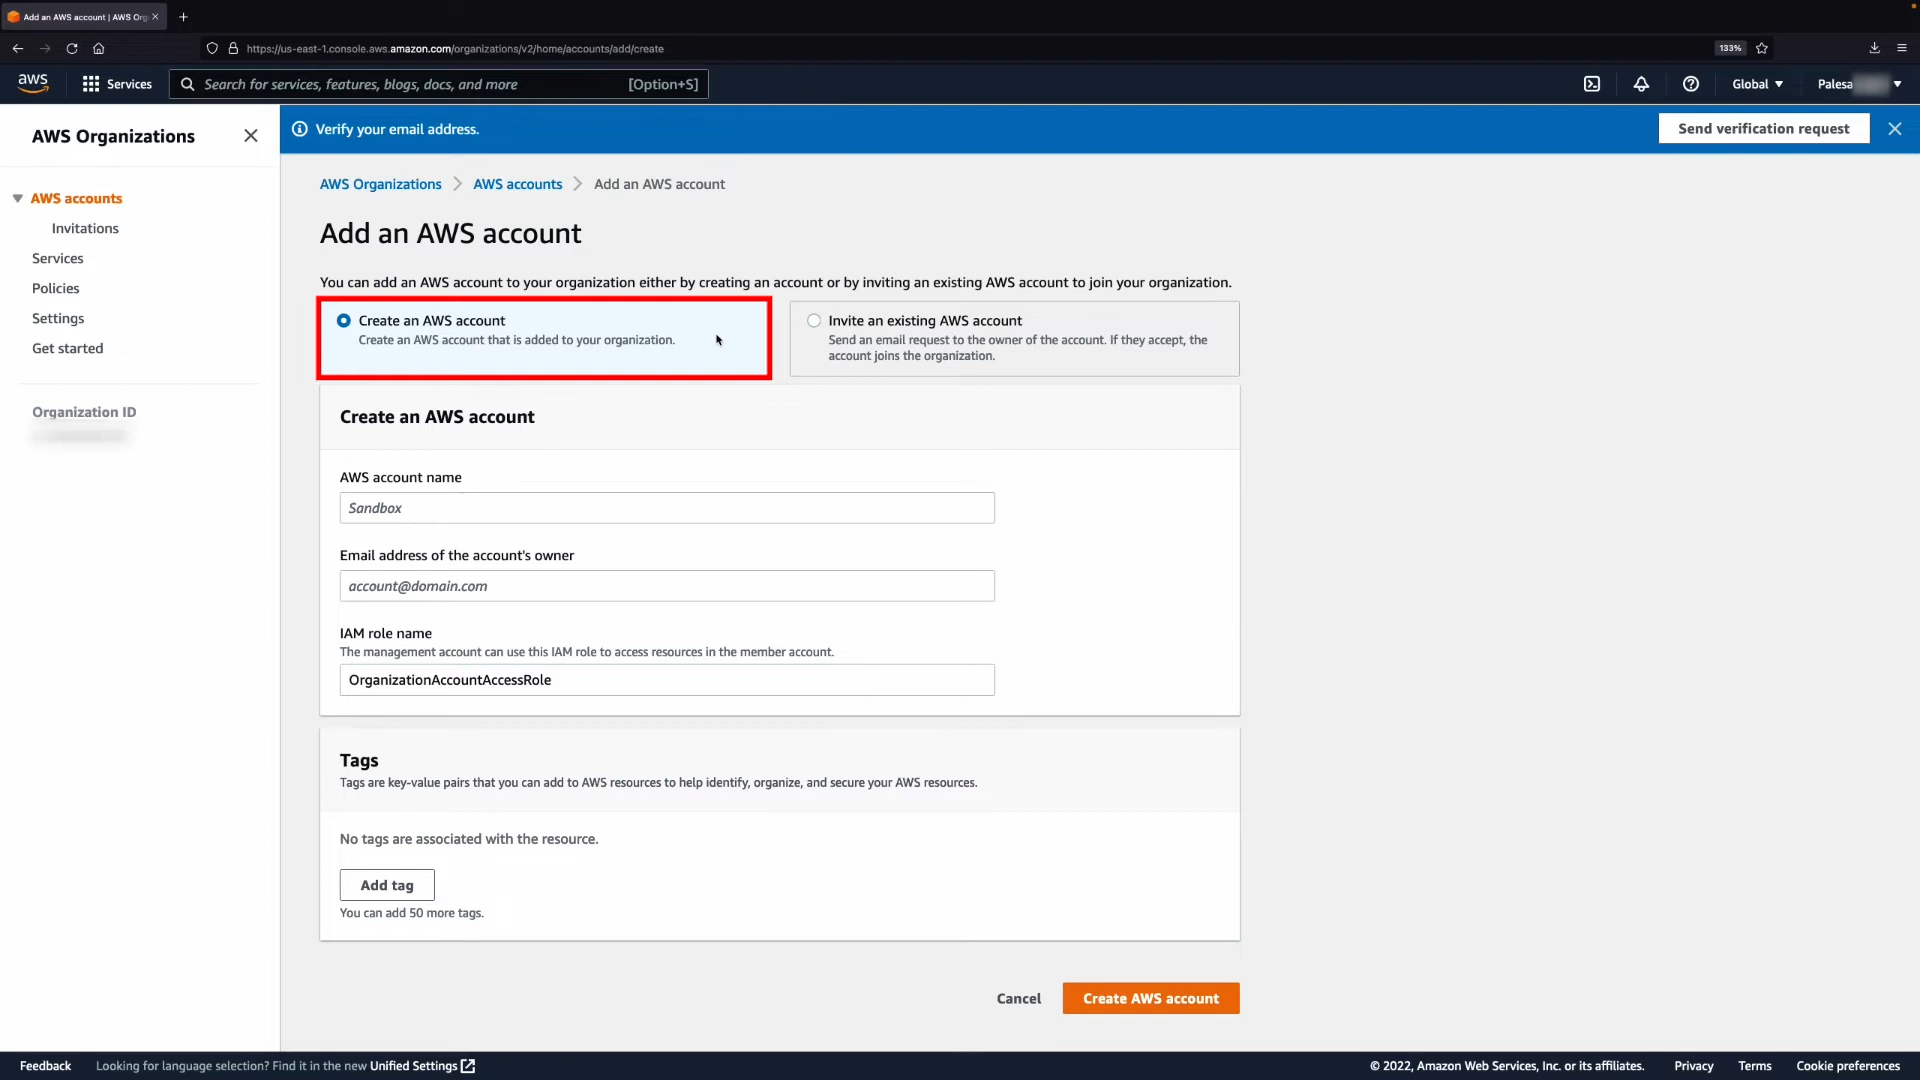 Add an AWS account | AWS Org
https://us-east-1.console.aws.amazon.com/organizations/v2/home/accounts/add/create
133%
aws
Services
Search for services, features, blogs, docs, and more
[Option+S]
Global
Palesa
AWS Organizations
Verify your email address.
Send verification request
AWS accounts
Invitations
Services
Policies
Settings
Get started
Organization ID
AWS Organizations
AWS accounts
Add an AWS account
Add an AWS account
You can add an AWS account to your organization either by creating an account or by inviting an existing AWS account to join your organization.
Create an AWS account
Create an AWS account that is added to your organization.
Invite an existing AWS account
Send an email request to the owner of the account. If they accept, the
account joins the organization.
Create an AWS account
AWS account name
Sandbox
Email address of the account's owner
account@domain.com
IAM role name
The management account can use this IAM role to access resources in the member account.
OrganizationAccountAccessRole
Tags
Tags are key-value pairs that you can add to AWS resources to help identify, organize, and secure your AWS resources.
No tags are associated with the resource.
Add tag
You can add 50 more tags.
Cancel
Create AWS account
Feedback
Looking for language selection? Find it in the new Unified Settings
© 2022, Amazon Web Services, Inc. or its affiliates.
Privacy
Terms
Cookie preferences